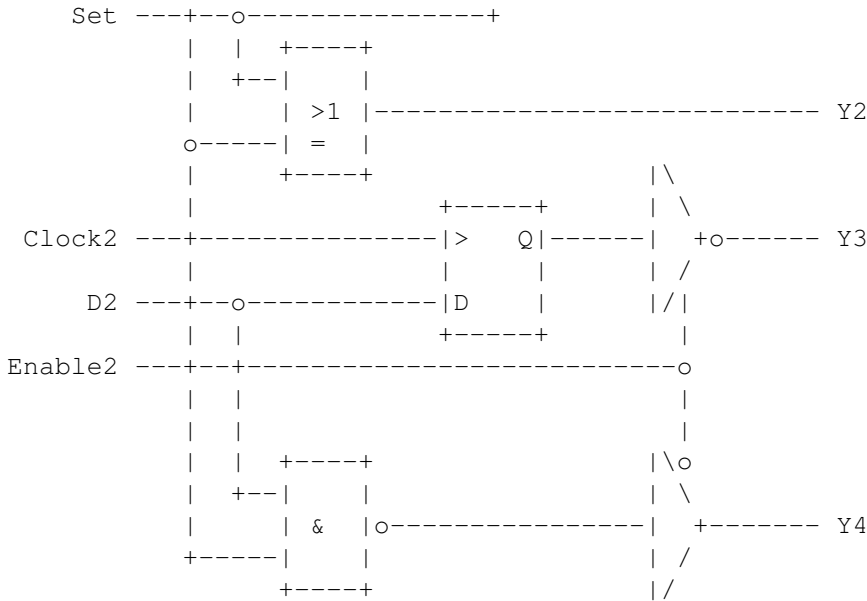 Set
>1 Y2
=
Clock2 > Q Y3
D2 D
Enable2
& Y4